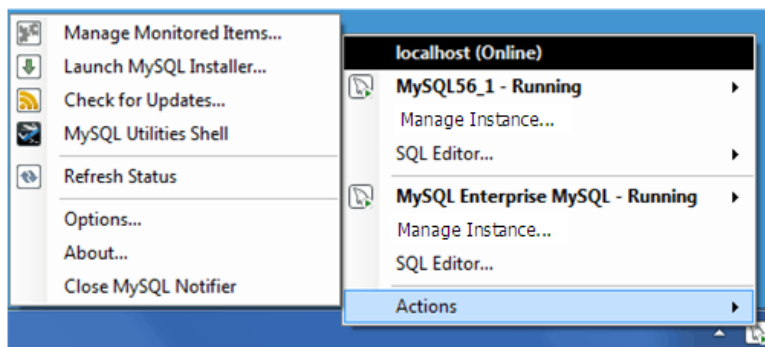 Manage Monitored Items...
Launch MySQL Installer...
Check for Updates...
MySQL Utilities Shell
Refresh Status
Options...
About...
Close MySQL Notifier
localhost (Online)
MySQL56_1 - Running
Manage Instance...
SQL Editor...
MySQL Enterprise MySQL - Running
Manage Instance...
SQL Editor...
Actions